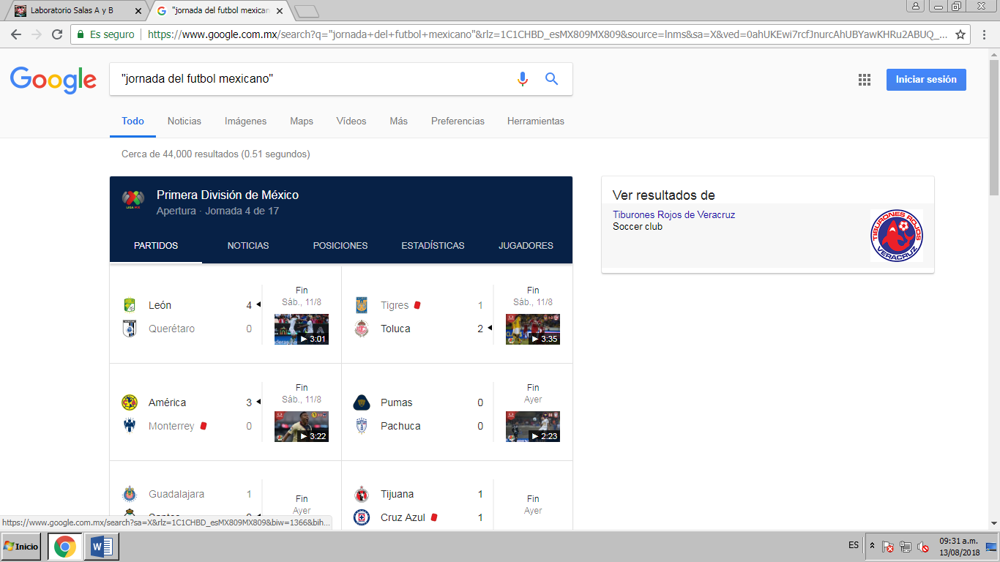 Laboratorio Salas A y B
"jornada del futbol mexican
Es seguro
https://www.google.com.mx/search?q="jornada+del+futbol+mexicano"&rlz=1C1CHBD_esMX809MX809&source=lnms&sa=X&ved=0ahUKEwi7rcfJnurcAhUBYawKHRu2ABUQ_...
Google
"jornada del futbol mexicano"
Iniciar sesión
Todo Noticias Imágenes Maps Vídeos Más Preferencias Herramientas
Cerca de 44,000 resultados (0.51 segundos)
Primera División de México
Apertura · Jornada 4 de 17
PARTIDOS NOTICIAS POSICIONES ESTADÍSTICAS JUGADORES
León 4
Querétaro 0
Fin
Sáb., 11/8
3:01
Tigres 1
Toluca 2
Fin
Sáb., 11/8
3:35
América 3
Monterrey 0
Fin
Sáb., 11/8
3:22
Pumas 0
Pachuca 0
Fin
Ayer
2:23
Guadalajara 1
Fin
Ayer
Tijuana 1
Cruz Azul 1
Fin
Ayer
Ver resultados de
Tiburones Rojos de Veracruz
Soccer club
TIBURONES ROJOS
VERACRUZ
https://www.google.com.mx/search?sa=X&rlz=1C1CHBD_esMX809MX809&biw=1366&bih...
Inicio
ES
09:31 a.m.
13/08/2018